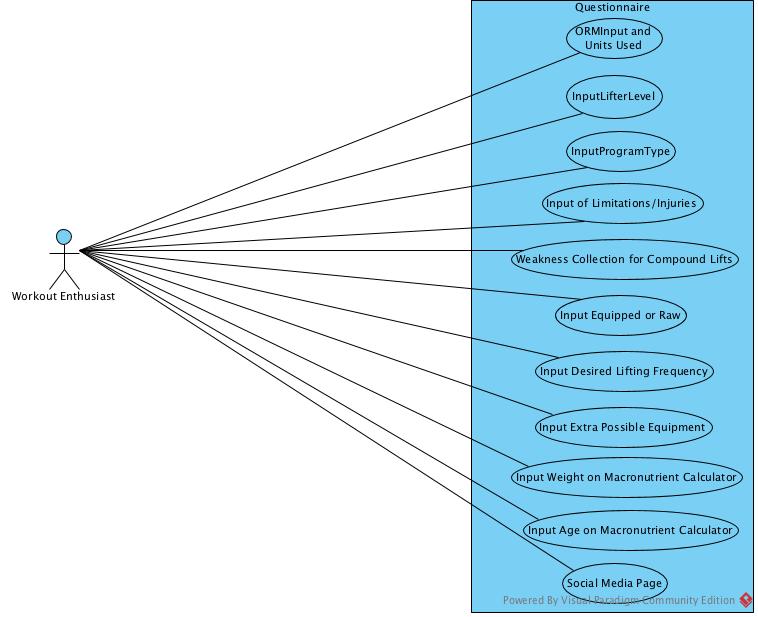 Questionnaire
ORMInput and
Units Used
InputLifterLevel
InputProgramType
Input of Limitations/Injuries
Weakness Collection for Compound Lifts
Workout Enthusiast
Input Equipped or Raw
Input Desired Lifting Frequency
Input Extra Possible Equipment
Input Weight on Macronutrient Calculator
Input Age on Macronutrient Calculator
Social Media Page
Powered By Visual Paradigm Community Edition